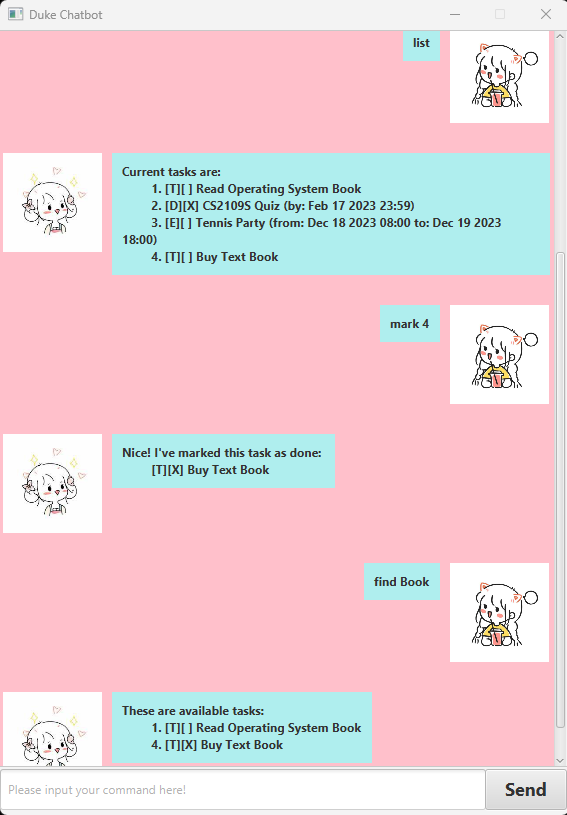 Duke Chatbot
list
Current tasks are:
1. [T][ ] Read Operating System Book
2. [D][X] CS2109S Quiz (by: Feb 17 2023 23:59)
3. [E][ ] Tennis Party (from: Dec 18 2023 08:00 to: Dec 19 2023
18:00)
4. [T][ ] Buy Text Book
mark 4
Nice! I've marked this task as done:
[T][X] Buy Text Book
find Book
These are available tasks:
1. [T][ ] Read Operating System Book
4. [T][X] Buy Text Book
Please input your command here!
Send